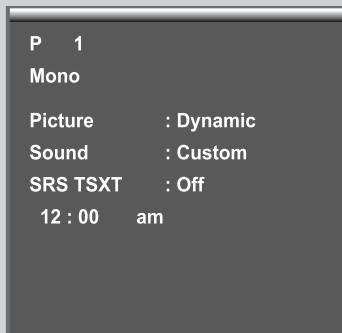 P 1
Mono
Picture : Dynamic
Sound : Custom
SRS TSXT : Off
12 : 00 am